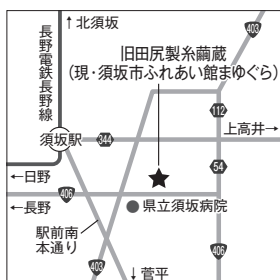 ↑北須坂
403
長野電鉄長野線
旧田尻製糸繭蔵
(現・須坂市ふれあい館まゆぐら)
112
須坂駅
344
上高井→
54
←日野
406
←長野
県立須坂病院
駅前南
本通り
403
↓菅平
406